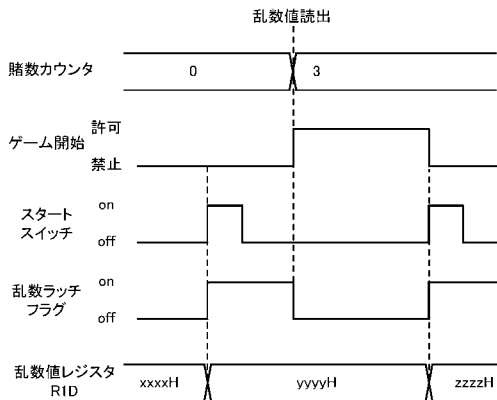 乱数値読出
賭数カウンタ
0
3
ゲーム開始
許可
禁止
スタート
スイッチ
on
off
乱数ラッチ
フラグ
on
off
乱数値レジスタ
R1D
xxxxH
yyyyH
zzzzH